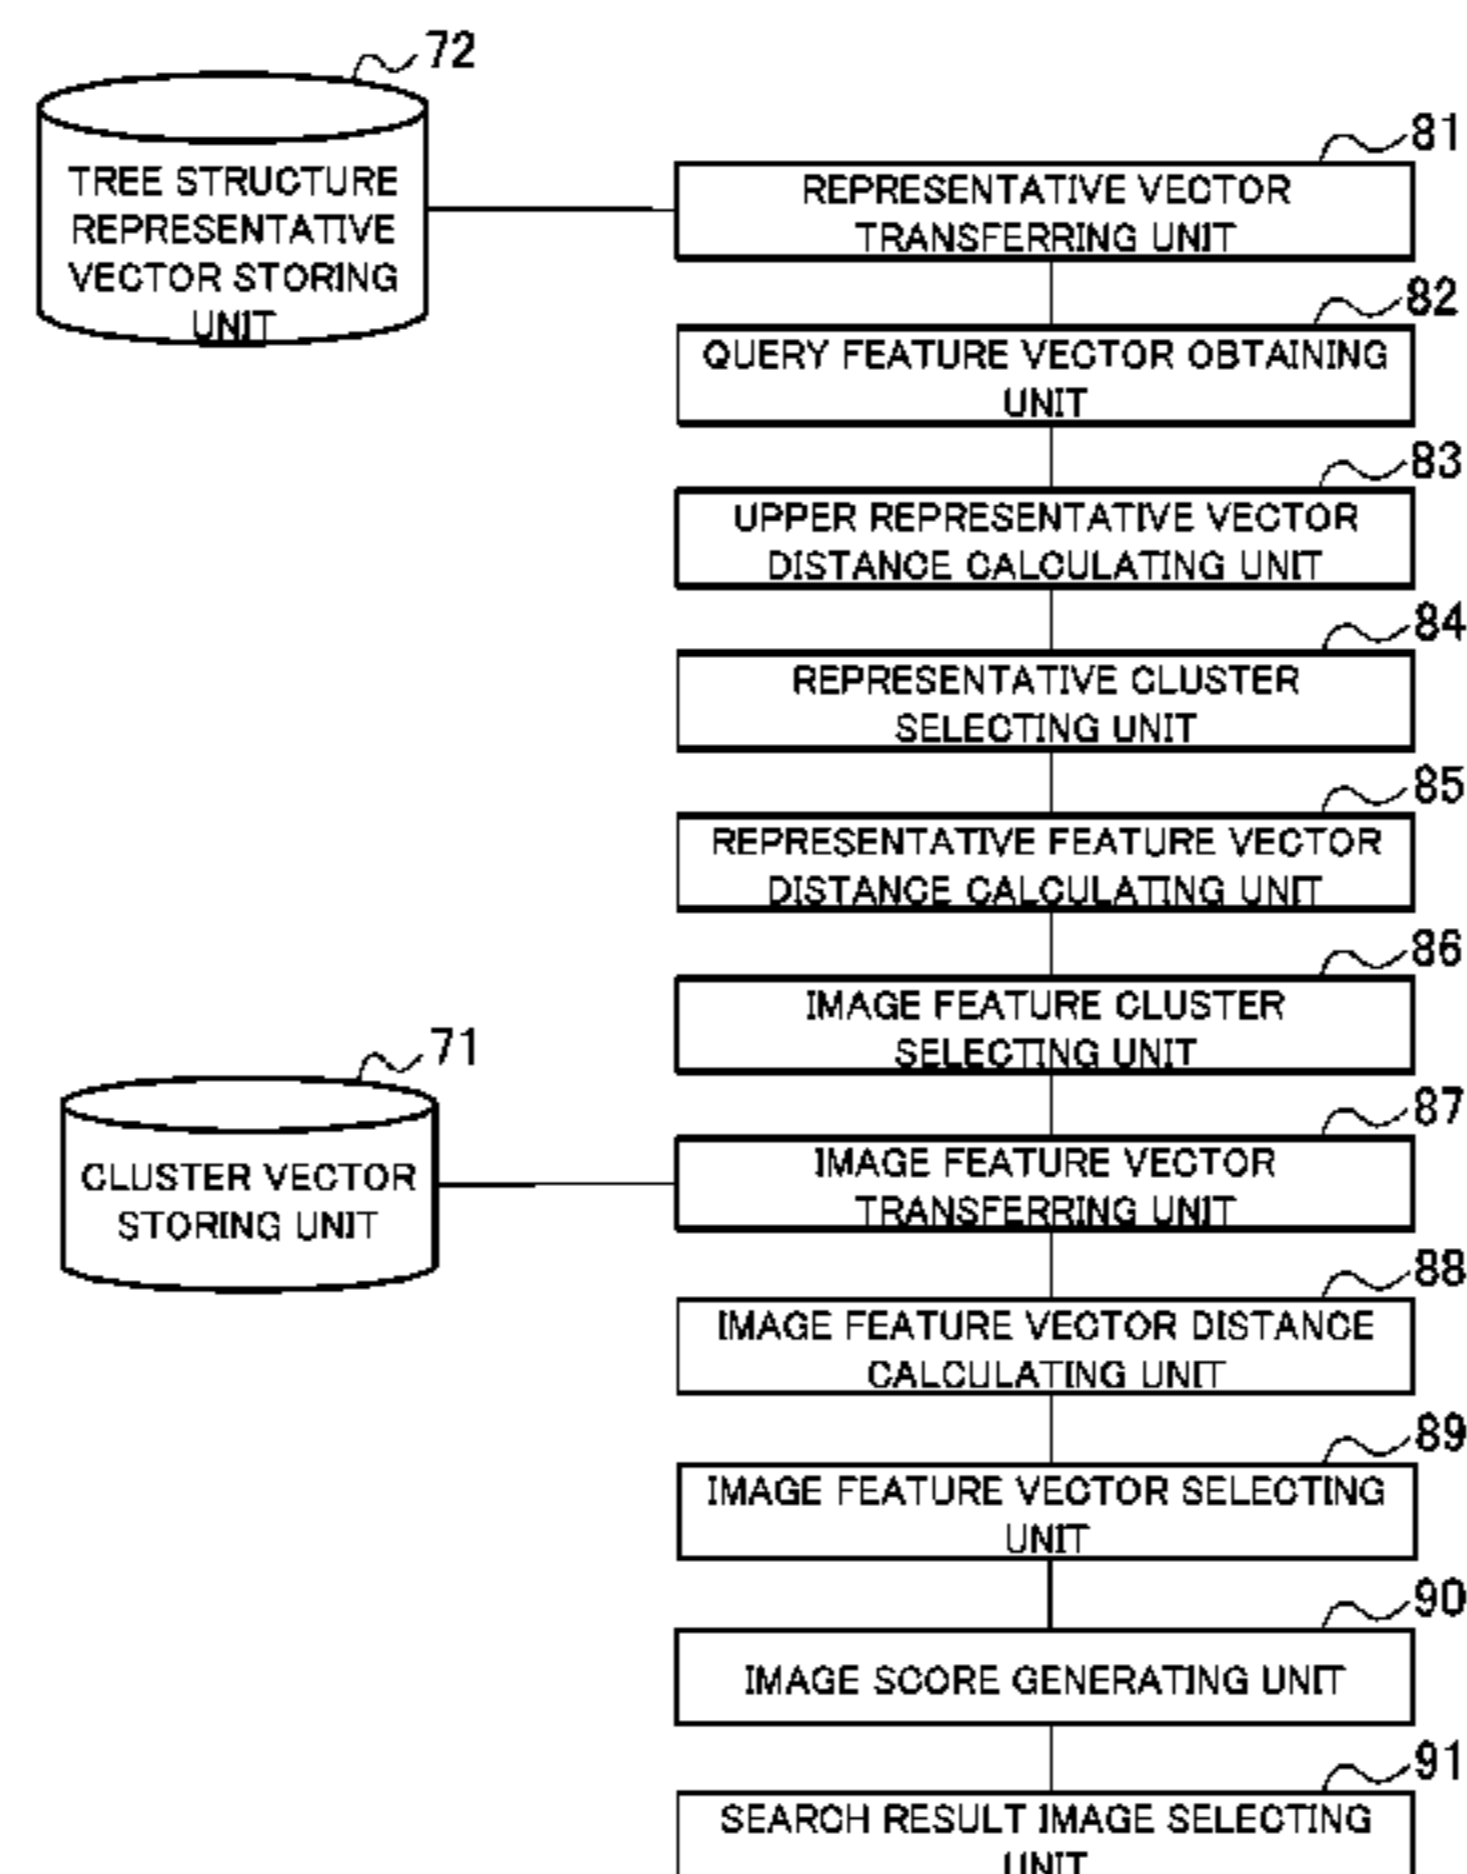 72
TREE STRUCTURE
REPRESENTATIVE
VECTOR STORING
UNIT
81
REPRESENTATIVE VECTOR
TRANSFERRING UNIT
82
QUERY FEATURE VECTOR OBTAINING
UNIT
83
UPPER REPRESENTATIVE VECTOR
DISTANCE CALCULATING UNIT
84
REPRESENTATIVE CLUSTER
SELECTING UNIT
85
REPRESENTATIVE FEATURE VECTOR
DISTANCE CALCULATING UNIT
86
IMAGE FEATURE CLUSTER
SELECTING UNIT
71
CLUSTER VECTOR
STORING UNIT
87
IMAGE FEATURE VECTOR
TRANSFERRING UNIT
88
IMAGE FEATURE VECTOR DISTANCE
CALCULATING UNIT
89
IMAGE FEATURE VECTOR SELECTING
UNIT
90
IMAGE SCORE GENERATING UNIT
91
SEARCH RESULT IMAGE SELECTING
UNIT